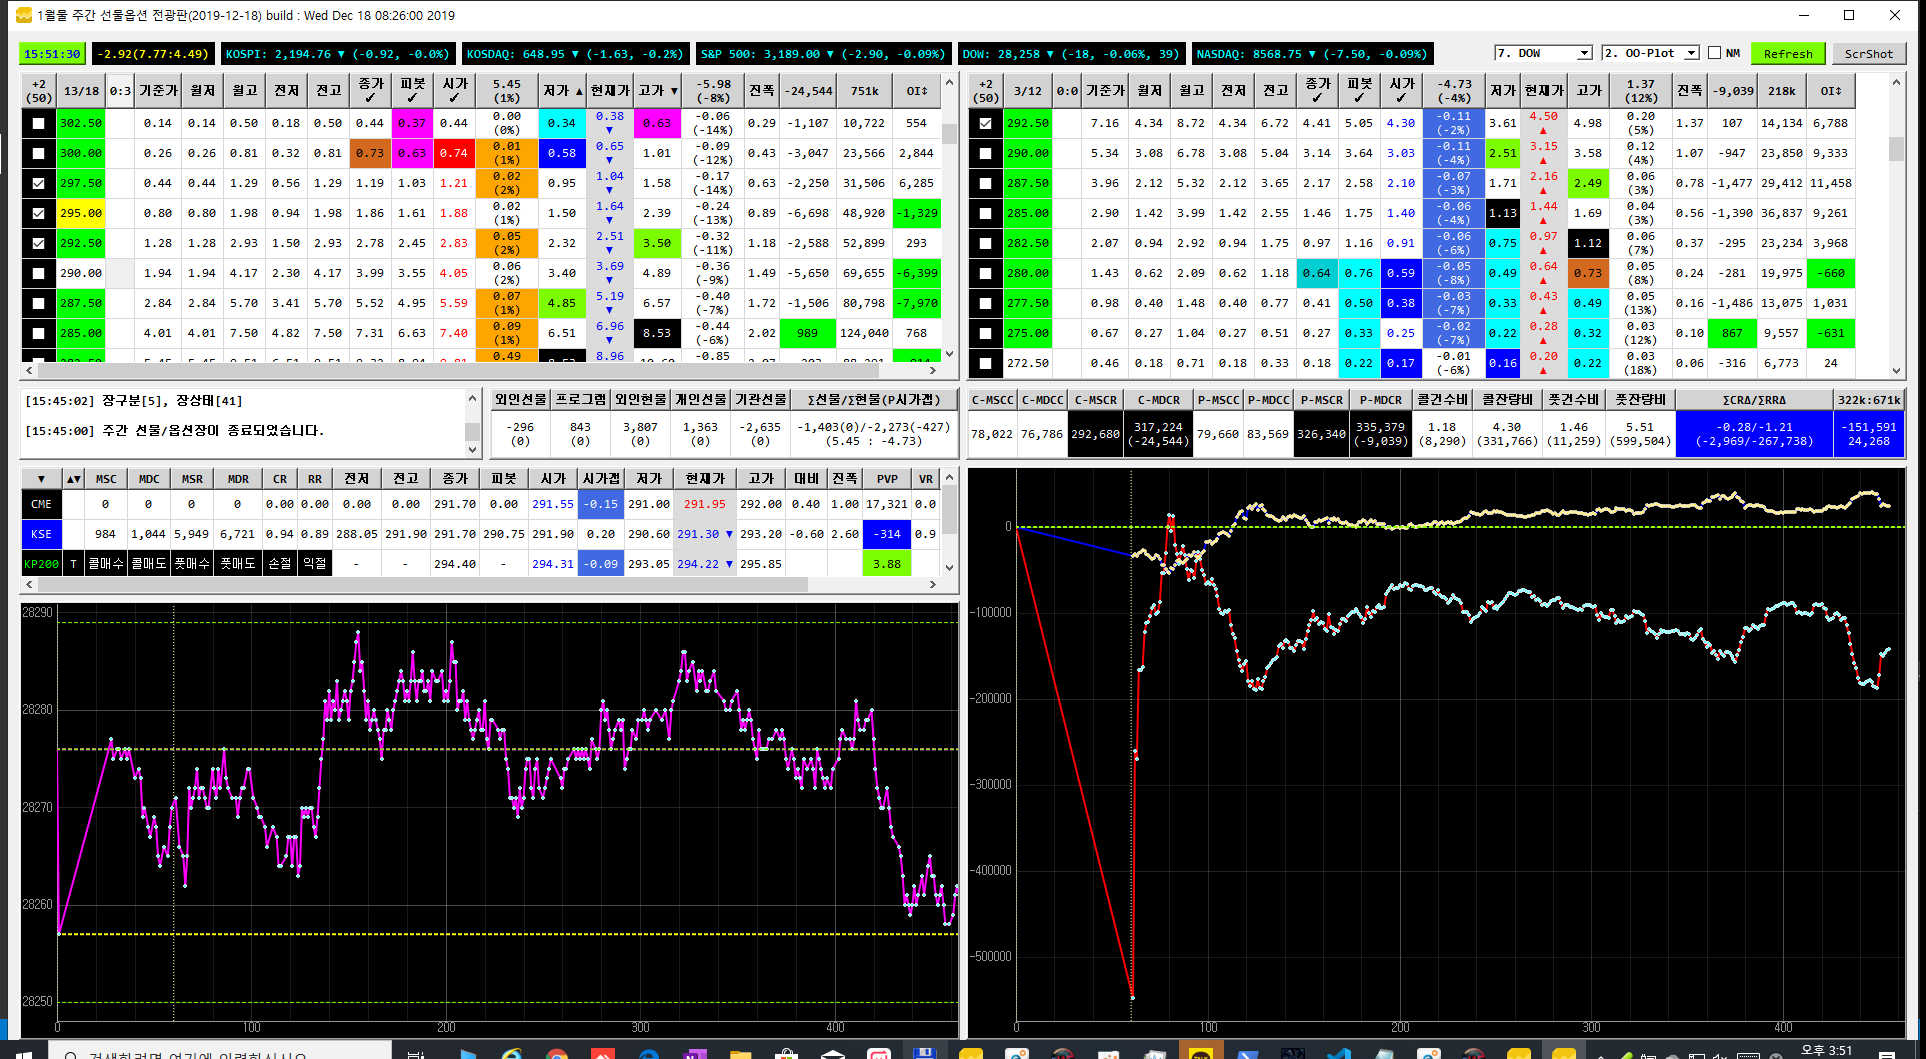 1월물 주간 선물옵션 전광판(2019-12-18) build : Wed Dec 18 08:26:00 2019
15:51:30 -2.92(7.77:4.49) KOSPI: 2,194.76 ▼ (-0.92, -0.0%) KOSDAQ: 648.95 ▼ (-1.63, -0.2%) S&P 500: 3,189.00 ▼ (-2.90, -0.09%) DOW: 28,258 ▼ (-18, -0.06%, 39) NASDAQ: 8568.75 ▼ (-7.50, -0.09%) 7. DOW 2. OO-Plot NM Refresh ScrShot
+2 (50) 13/18 0:3 기준가 월저 월고 전저 전고 종가 ✓ 피봇 ✓ 시가 ✓ 5.45 (1%) 저가 ▲ 현재가 고가 ▼ -5.98 (-8%) 진폭 -24,544 751k OI↕
302.50 0.14 0.14 0.50 0.18 0.50 0.44 0.37 0.44 0.00 (0%) 0.34 0.38 ▼ 0.63 -0.06 (-14%) 0.29 -1,107 10,722 554
300.00 0.26 0.26 0.81 0.32 0.81 0.73 0.63 0.74 0.01 (1%) 0.58 0.65 ▼ 1.01 -0.09 (-12%) 0.43 -3,047 23,566 2,844
297.50 0.44 0.44 1.29 0.56 1.29 1.19 1.03 1.21 0.02 (2%) 0.95 1.04 ▼ 1.58 -0.17 (-14%) 0.63 -2,250 31,506 6,285
295.00 0.80 0.80 1.98 0.94 1.98 1.86 1.61 1.88 0.02 (1%) 1.50 1.64 ▼ 2.39 -0.24 (-13%) 0.89 -6,698 48,920 -1,329
292.50 1.28 1.28 2.93 1.50 2.93 2.78 2.45 2.83 0.05 (2%) 2.32 2.51 ▼ 3.50 -0.32 (-11%) 1.18 -2,588 52,899 293
290.00 1.94 1.94 4.17 2.30 4.17 3.99 3.55 4.05 0.06 (2%) 3.40 3.69 ▼ 4.89 -0.36 (-9%) 1.49 -5,650 69,655 -6,399
287.50 2.84 2.84 5.70 3.41 5.70 5.52 4.95 5.59 0.07 (1%) 4.85 5.19 ▼ 6.57 -0.40 (-7%) 1.72 -1,506 80,798 -7,970
285.00 4.01 4.01 7.50 4.82 7.50 7.31 6.63 7.40 0.09 (1%) 6.51 6.96 ▼ 8.53 -0.44 (-6%) 2.02 989 124,040 768
0.49 8.96 -0.85
+2 (50) 3/12 0:0 기준가 월저 월고 전저 전고 종가 ✓ 피봇 ✓ 시가 ✓ -4.73 (-4%) 저가 현재가 고가 1.37 (12%) 진폭 -9,039 218k OI↕
292.50 7.16 4.34 8.72 4.34 6.72 4.41 5.05 4.30 -0.11 (-2%) 3.61 4.50 ▲ 4.98 0.20 (5%) 1.37 107 14,134 6,788
290.00 5.34 3.08 6.78 3.08 5.04 3.14 3.64 3.03 -0.11 (-4%) 2.51 3.15 ▲ 3.58 0.12 (4%) 1.07 -947 23,850 9,333
287.50 3.96 2.12 5.32 2.12 3.65 2.17 2.58 2.10 -0.07 (-3%) 1.71 2.16 ▲ 2.49 0.06 (3%) 0.78 -1,477 29,412 11,458
285.00 2.90 1.42 3.99 1.42 2.55 1.46 1.75 1.40 -0.06 (-4%) 1.13 1.44 ▲ 1.69 0.04 (3%) 0.56 -1,390 36,837 9,261
282.50 2.07 0.94 2.92 0.94 1.75 0.97 1.16 0.91 -0.06 (-6%) 0.75 0.97 ▲ 1.12 0.06 (7%) 0.37 -295 23,234 3,968
280.00 1.43 0.62 2.09 0.62 1.18 0.64 0.76 0.59 -0.05 (-8%) 0.49 0.64 ▲ 0.73 0.05 (8%) 0.24 -281 19,975 -660
277.50 0.98 0.40 1.48 0.40 0.77 0.41 0.50 0.38 -0.03 (-7%) 0.33 0.43 ▲ 0.49 0.05 (13%) 0.16 -1,486 13,075 1,031
275.00 0.67 0.27 1.04 0.27 0.51 0.27 0.33 0.25 -0.02 (-7%) 0.22 0.28 ▲ 0.32 0.03 (12%) 0.10 867 9,557 -631
272.50 0.46 0.18 0.71 0.18 0.33 0.18 0.22 0.17 -0.01 (-6%) 0.16 0.20 ▲ 0.22 0.03 (18%) 0.06 -316 6,773 24
[15:45:02] 장구분[5], 장상태[41]
[15:45:00] 주간 선물/옵션장이 종료되었습니다.
외인선물 프로그램 외인현물 개인선물 기관선물 Σ선물/Σ현물(P시가갭)
-296 843 3,807 1,363 -2,635 -1,403(0)/-2,273(-427)
(0) (0) (0) (0) (0) (5.45 : -4.73)
C-MSCC C-MDCC C-MSCR C-MDCR P-MSCC P-MDCC P-MSCR P-MDCR 콜건수비 콜잔량비 풋건수비 풋잔량비 ΣCRΔ/ΣRRΔ 322k:671k
78,022 76,786 292,680 317,224 (-24,544) 79,660 83,569 326,340 335,379 (-9,039) 1.18 (8,290) 4.30 (331,766) 1.46 (11,259) 5.51 (599,504) -0.28/-1.21 (-2,969/-267,738) -151,591 24,268
▼ ▲▼ MSC MDC MSR MDR CR RR 전저 전고 종가 피봇 시가 시가갭 저가 현재가 고가 대비 진폭 PVP VR
CME 0 0 0 0 0.00 0.00 0.00 0.00 291.70 0.00 291.55 -0.15 291.00 291.95 292.00 0.40 1.00 17,321 0.0
KSE 984 1,044 5,949 6,721 0.94 0.89 288.05 291.90 291.70 290.75 291.90 0.20 290.60 291.30 ▼ 293.20 -0.60 2.60 -314 0.9
KP200 T 콜매수 콜매도 풋매수 풋매도 손절 익절 - - 294.40 - 294.31 -0.09 293.05 294.22 ▼ 295.85 3.88
28290
28280
28270
28260
28250
0 100 200 300 400
0
-100000
-200000
-300000
-400000
-500000
0 100 200 300 400
검색하려면 여기에 입력하십시오.
오후 3:51